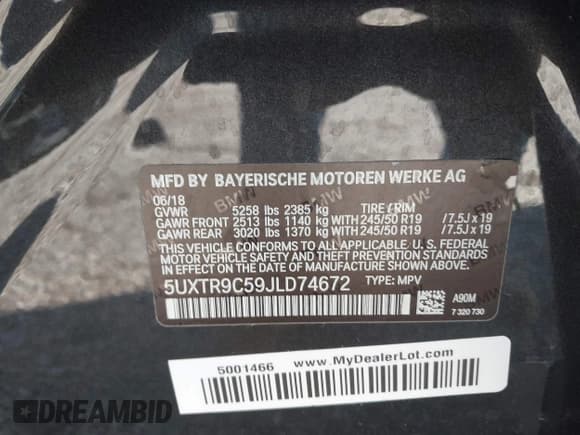 MFD BY BAYERISCHE MOTOREN WERKE AG
06/18
GVWR 5258 lbs 2385 kg TIRE / RIM
GAWR FRONT 2513 lbs 1140 kg WITH 245/50 R19 /7.5J x 19
GAWR REAR 3020 lbs 1370 kg WITH 245/50 R19 /7.5J x 19
THIS VEHICLE CONFORMS TO ALL APPLICABLE U.S. FEDERAL
MOTOR VEHICLE SAFETY, BUMPER AND THEFT PREVENTION
STANDARDS IN EFFECT ON THE DATE OF MANUFACTURE SHOWN ABOVE.
5UXTR9C59JLD74672 TYPE: MPV
A90M
7 320 730
5001466 www.MyDealerLot.com
DREAMBID